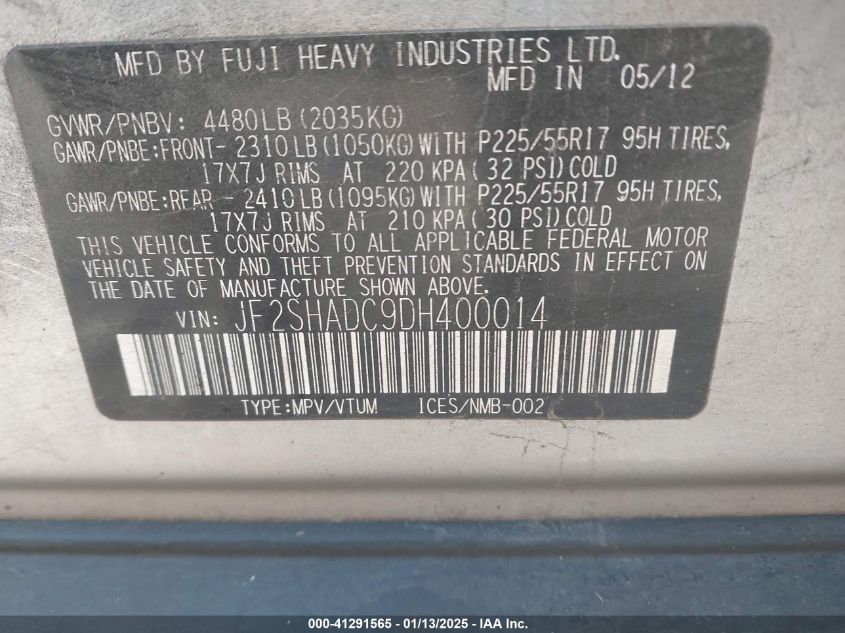 MFD BY FUJI HEAVY INDUSTRIES LTD.
MFD IN 05/12
GVWR/PNBV: 4480LB(2035KG)
GAWR/PNBE:FRONT- 2310LB(1050KG)WITH P225/55R17 95H TIRES,
17X7J RIMS AT 220 KPA( 32 PSI)COLD
GAWR/PNBE:REAR - 2410LB(1095KG)WITH P225/55R17 95H TIRES,
17X7J RIMS AT 210 KPA( 30 PSI)COLD
THIS VEHICLE CONFORMS TO ALL APPLICABLE FEDERAL MOTOR
VEHICLE SAFETY AND THEFT PREVENTION STANDARDS IN EFFECT ON
THE DATE OF MANUFACTURE SHOWN ABOVE.
VIN: JF2SHADC9DH400014
TYPE:MPV/VTUM ICES/NMB-002
000-41291565 - 01/13/2025 - IAA Inc.